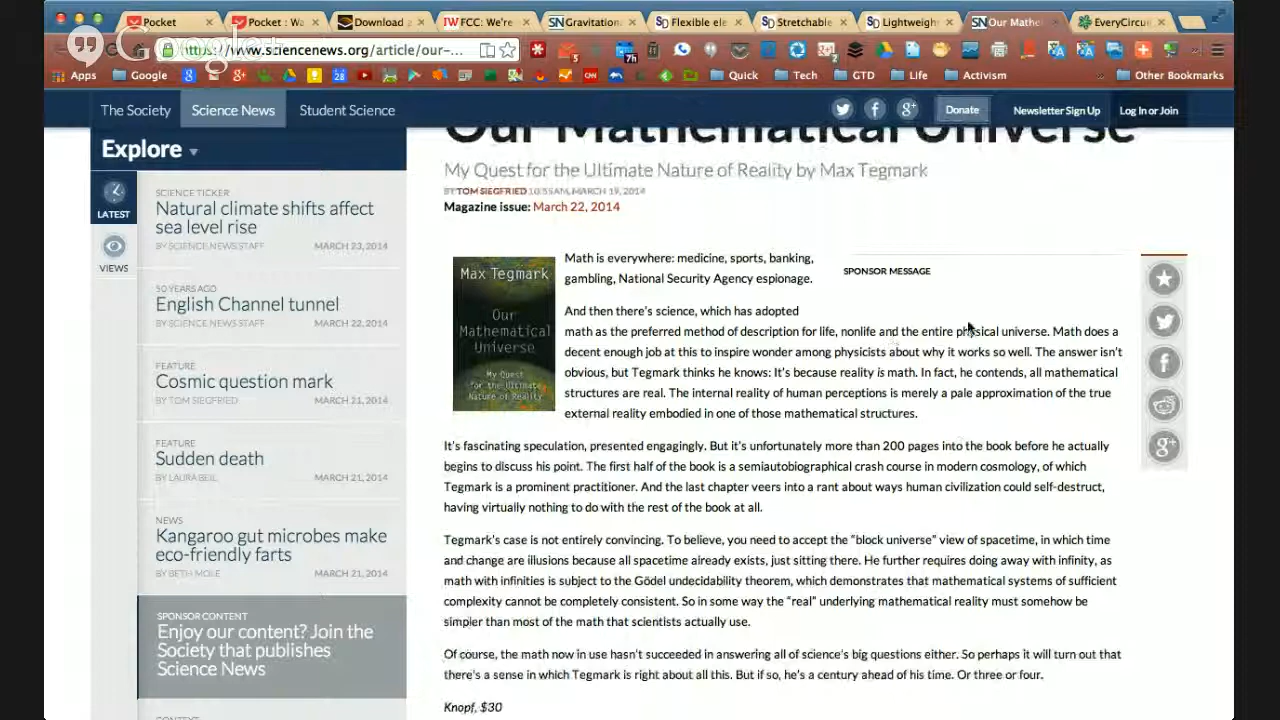 Pocket
Pocket : Wa
Download a
FCC: We're
Gravitation
Flexible ele
Stretchable
Lightweigh
Our Mathe
EveryCircu
Google+
https://www.sciencenews.org/article/our-...
5
7h
2
Apps
Google
28
CNN
Quick
Tech
GTD
Life
Activism
Other Bookmarks
The Society
Science News
Student Science
Donate
Newsletter Sign Up
Log In or Join
Our Mathematical Universe
Explore
My Quest for the Ultimate Nature of Reality by Max Tegmark
BY TOM SIEGFRIED 10:55AM, MARCH 19, 2014
Magazine issue: March 22, 2014
LATEST
VIEWS
SCIENCE TICKER
Natural climate shifts affect
sea level rise
BY SCIENCE NEWS STAFF MARCH 23, 2014
50 YEARS AGO
English Channel tunnel
BY SCIENCE NEWS STAFF MARCH 22, 2014
FEATURE
Cosmic question mark
BY TOM SIEGFRIED MARCH 21, 2014
FEATURE
Sudden death
BY LAURA BEIL MARCH 21, 2014
NEWS
Kangaroo gut microbes make
eco-friendly farts
BY BETH MOLE MARCH 21, 2014
SPONSOR CONTENT
Enjoy our content? Join the
Society that publishes
Science News
Max Tegmark
Our
Mathematical
Universe
My Quest
for the Ultimate
Nature of Reality
SPONSOR MESSAGE
Math is everywhere: medicine, sports, banking,
gambling, National Security Agency espionage.
And then there's science, which has adopted
math as the preferred method of description for life, nonlife and the entire physical universe. Math does a
decent enough job at this to inspire wonder among physicists about why it works so well. The answer isn't
obvious, but Tegmark thinks he knows: It's because reality is math. In fact, he contends, all mathematical
structures are real. The internal reality of human perceptions is merely a pale approximation of the true
external reality embodied in one of those mathematical structures.
It's fascinating speculation, presented engagingly. But it's unfortunately more than 200 pages into the book before he actually
begins to discuss his point. The first half of the book is a semiautobiographical crash course in modern cosmology, of which
Tegmark is a prominent practitioner. And the last chapter veers into a rant about ways human civilization could self-destruct,
having virtually nothing to do with the rest of the book at all.
Tegmark's case is not entirely convincing. To believe, you need to accept the "block universe" view of spacetime, in which time
and change are illusions because all spacetime already exists, just sitting there. He further requires doing away with infinity, as
math with infinities is subject to the Gödel undecidability theorem, which demonstrates that mathematical systems of sufficient
complexity cannot be completely consistent. So in some way the "real" underlying mathematical reality must somehow be
simpler than most of the math that scientists actually use.
Of course, the math now in use hasn't succeeded in answering all of science's big questions either. So perhaps it will turn out that
there's a sense in which Tegmark is right about all this. But if so, he's a century ahead of his time. Or three or four.
Knopf, $30